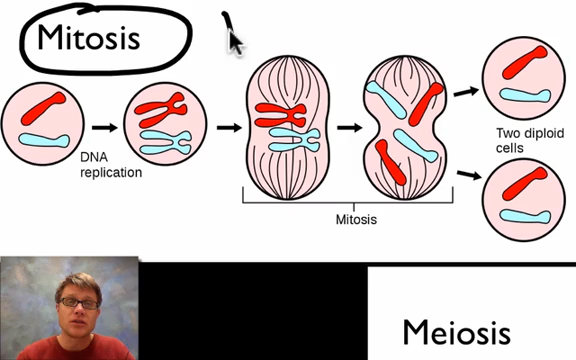 Mitosis
DNA
replication
Mitosis
Two diploid
cells
Meiosis